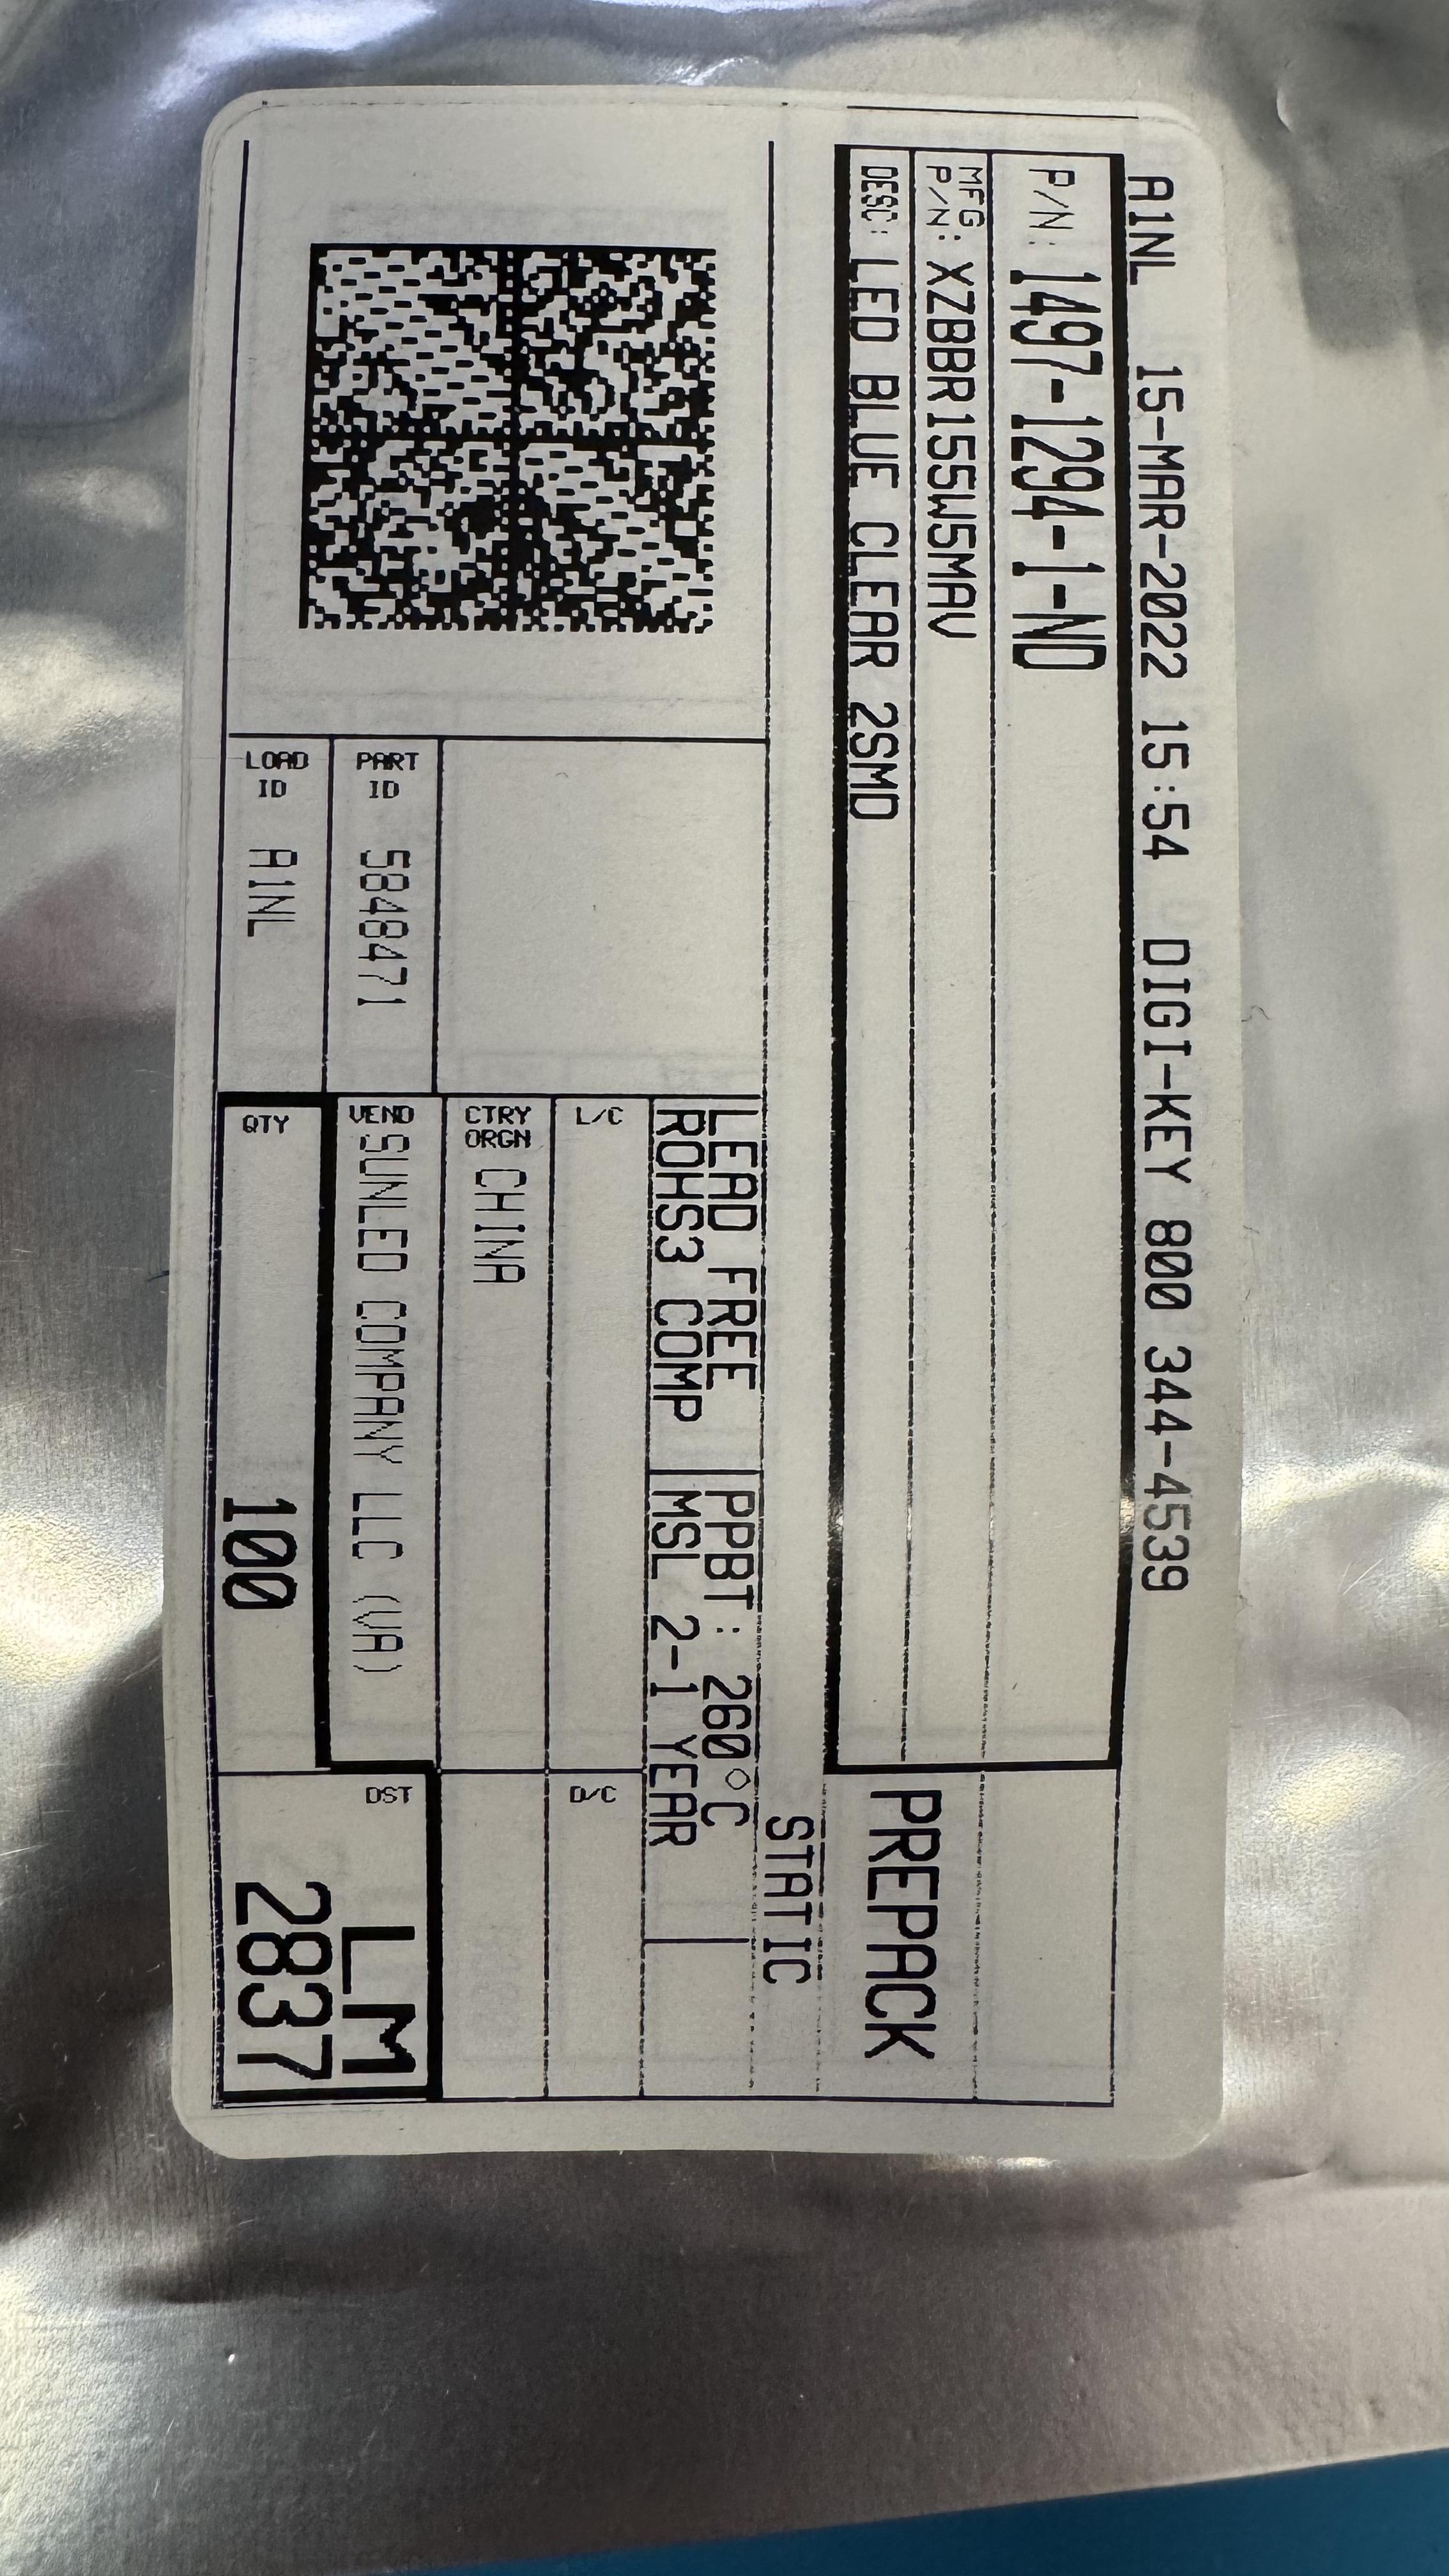 A1NL 15-MAR-2022 15:54 DIGI-KEY 800 344-4539
P/N: 1497-1294-1-ND
MFG P/N: XZBBR155W5MAV
DESC: LED BLUE CLEAR 2SMD
PREPACK
STATIC
LEAD FREE PPBT: 260°C
ROHS3 COMP MSL 2-1 YEAR
L/C
D/C
CTRY ORGN CHINA
PART ID 5848471
VEND SUNLED COMPANY LLC (VA)
LOAD ID A1NL
QTY 100
DST LM
2837